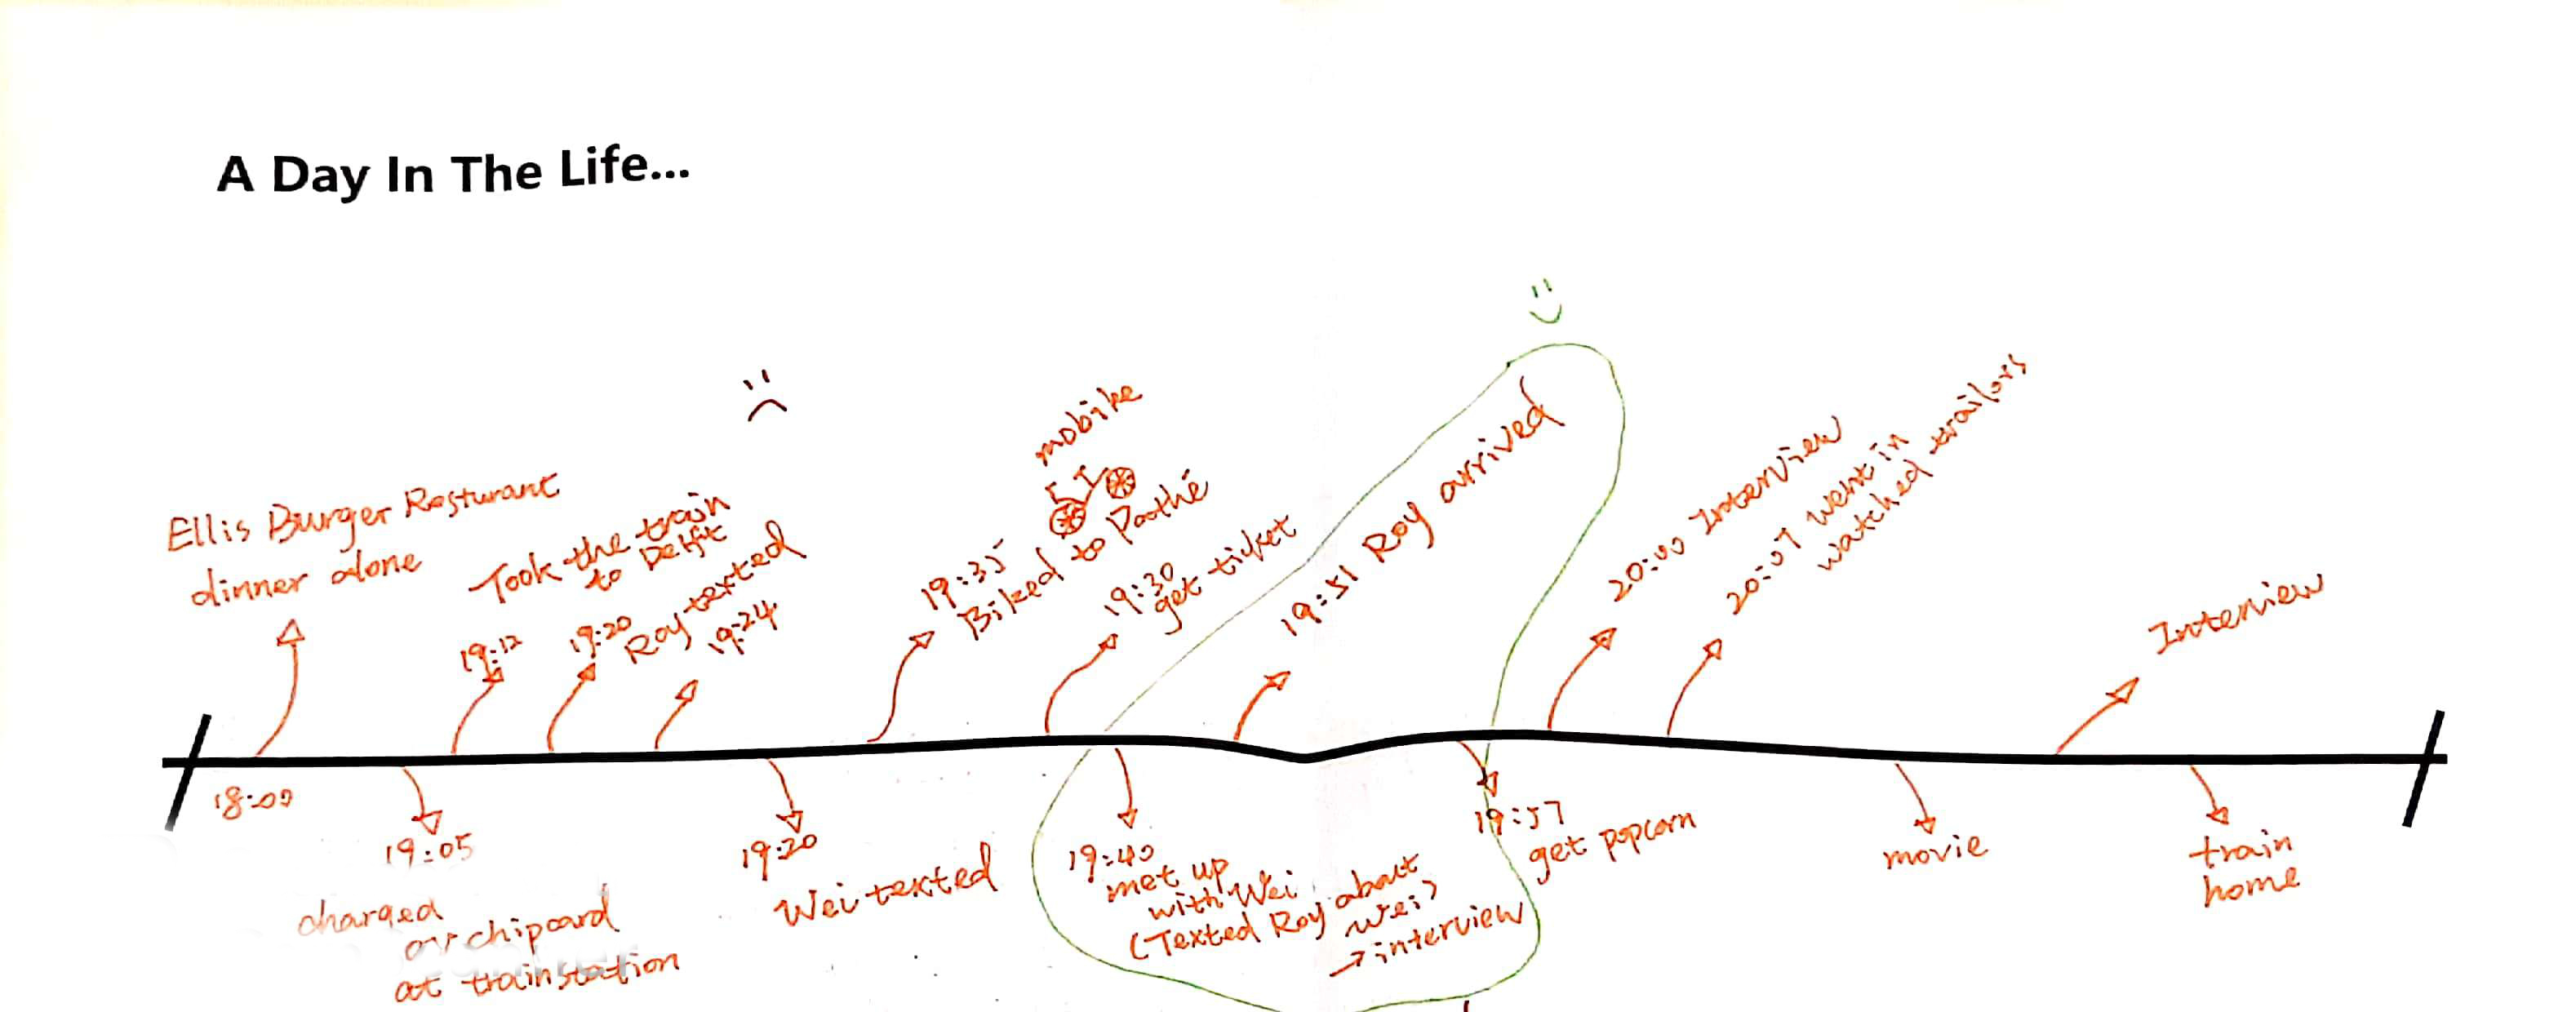 A Day In The Life...
Ellis Burger Resturant
dinner alone
18:00
19:05
charged
ov chipcard
at trainstation
19:12
Took the train
to Delft
19:20
Roy texted
19:24
19:20
Wei texted
19:35
Biked to Paathé
mobike
19:30
get ticket
19:40
met up
with Wei
(Texted Roy about
Wei)
→ interview
19:51 Roy arrived
19:57
get popcorn
20:00 Interview
20:07 went in
watched trailors
movie
Interview
train
home